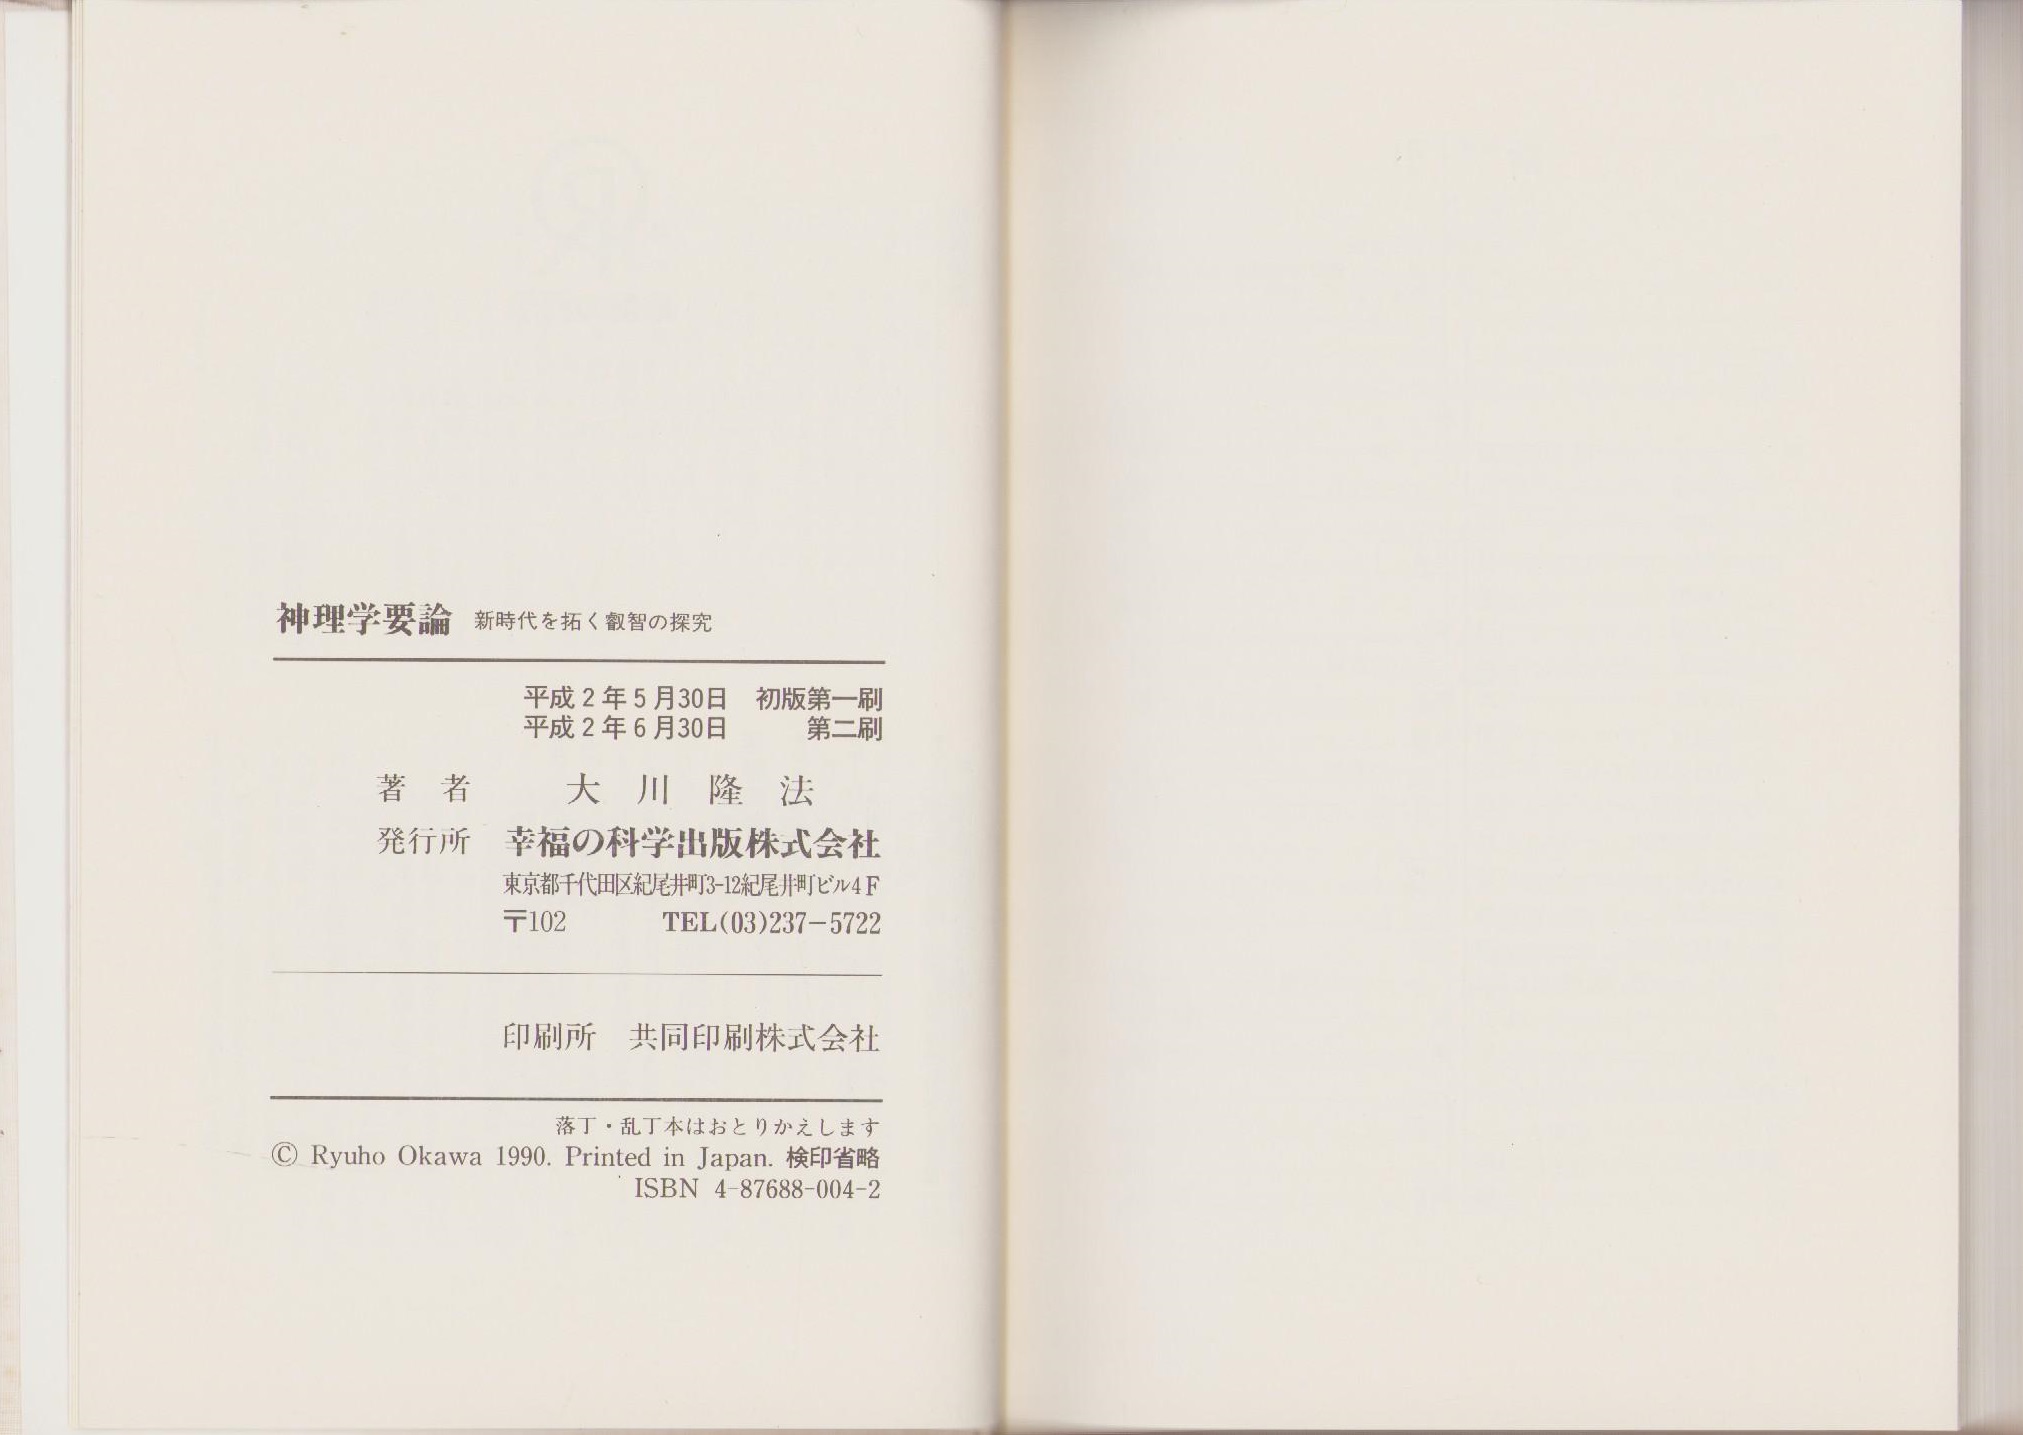 神理学要論 新時代を拓く叡智の探究
平成2年5月30日 初版第一刷
平成2年6月30日 第二刷
著者 大川隆法
発行所 幸福の科学出版株式会社
東京都千代田区紀尾井町3-12紀尾井町ビル4F
〒102 TEL(03)237-5722
印刷所 共同印刷株式会社
落丁・乱丁本はおとりかえします
© Ryuho Okawa 1990. Printed in Japan. 検印省略
ISBN 4-87688-004-2